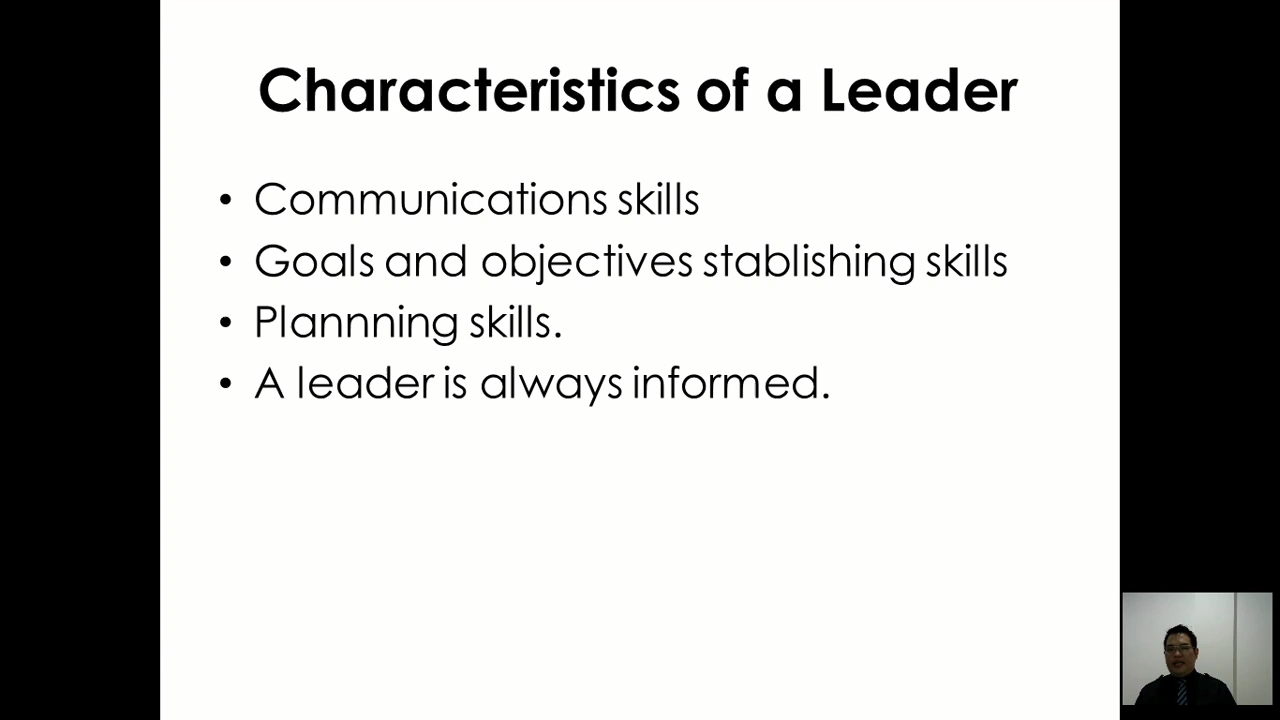 Characteristics of a Leader
• Communications skills
• Goals and objectives stablishing skills
• Plannning skills.
• A leader is always informed.